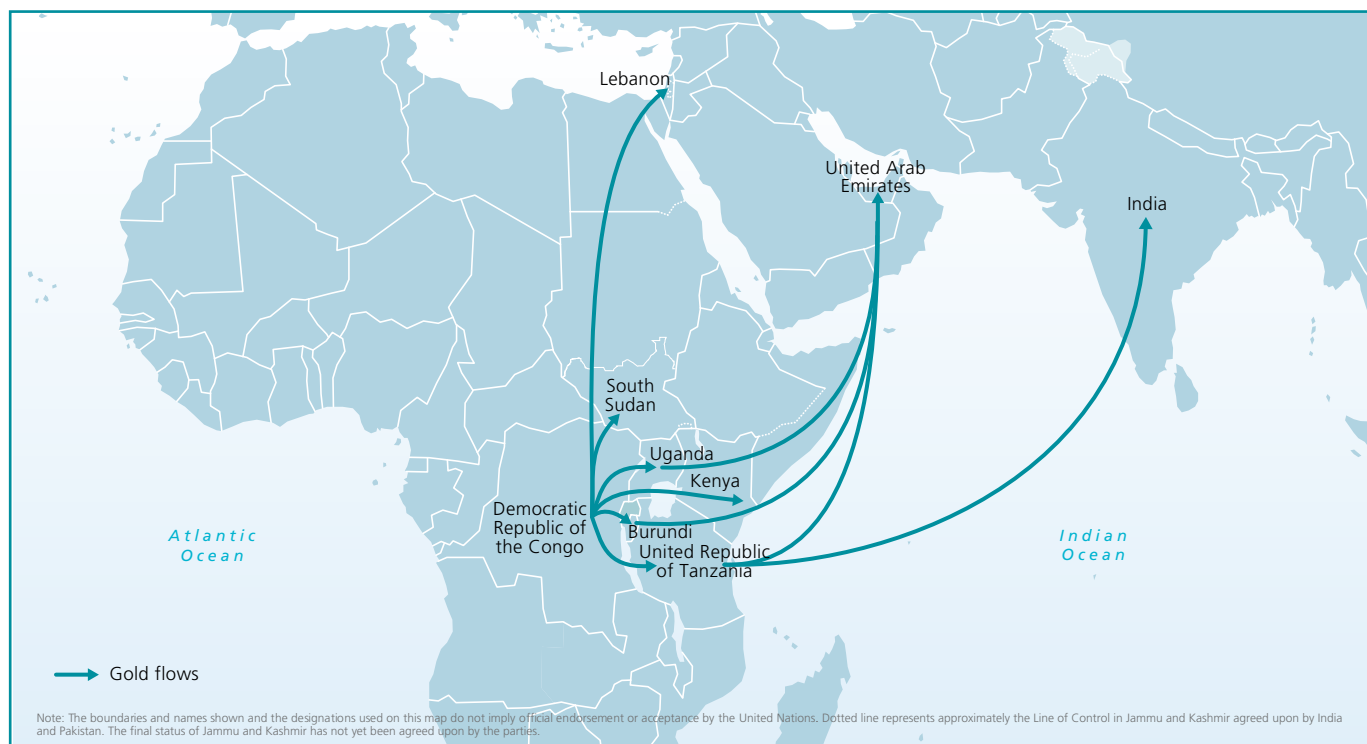 Lebanon
United Arab
Emirates
India
South
Sudan
Uganda
Kenya
Democratic
Republic of
the Congo
Burundi
United Republic
of Tanzania
Atlantic
Ocean
Indian
Ocean
Gold flows
Note: The boundaries and names shown and the designations used on this map do not imply official endorsement or acceptance by the United Nations. Dotted line represents approximately the Line of Control in Jammu and Kashmir agreed upon by India
and Pakistan. The final status of Jammu and Kashmir has not yet been agreed upon by the parties.